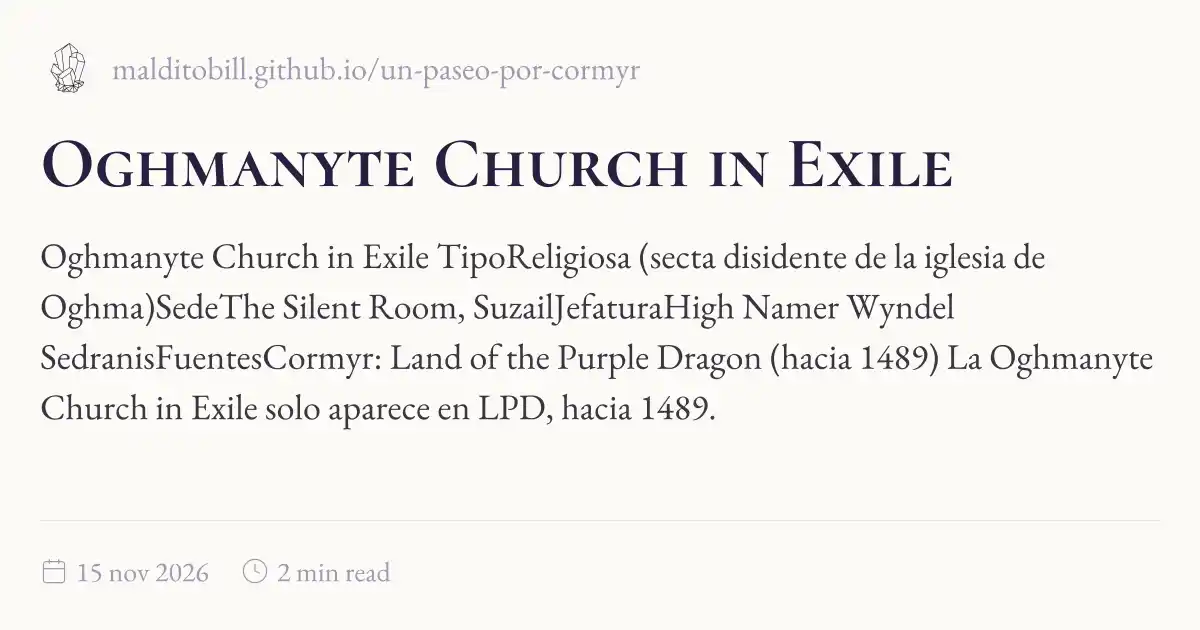 malditobill.github.io/un-paseo-por-cormyr
Oghmanyte Church in Exile
Oghmanyte Church in Exile TipoReligiosa (secta disidente de la iglesia de
Oghma)SedeThe Silent Room, SuzailJefaturaHigh Namer Wyndel
SedranisFuentesCormyr: Land of the Purple Dragon (hacia 1489) La Oghmanyte
Church in Exile solo aparece en LPD, hacia 1489.
15 nov 2026
2 min read